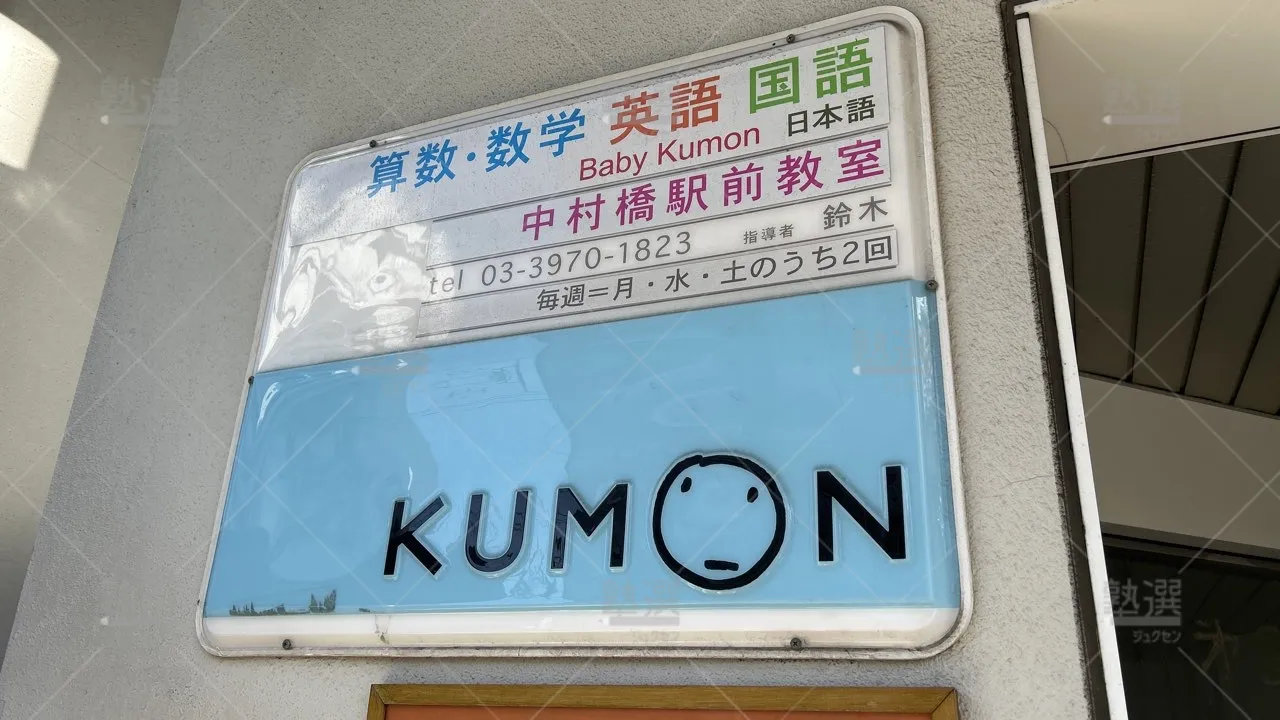 算数・数学 英語 国語
Baby Kumon 日本語
中村橋駅前教室
tel 03-3970-1823 指導者 鈴木
毎週=月・水・土のうち2回
KUMON
塾選
ジュクセン